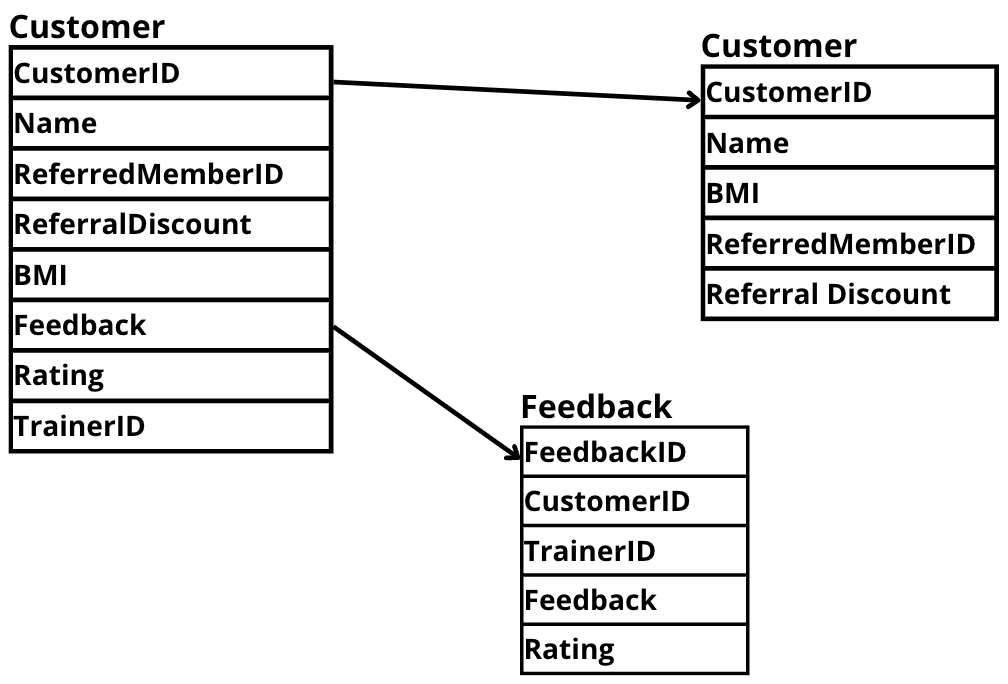 Customer
CustomerID
Name
ReferredMemberID
ReferralDiscount
BMI
Feedback
Rating
TrainerID
Customer
CustomerID
Name
BMI
ReferredMemberID
Referral Discount
Feedback
FeedbackID
CustomerID
TrainerID
Feedback
Rating